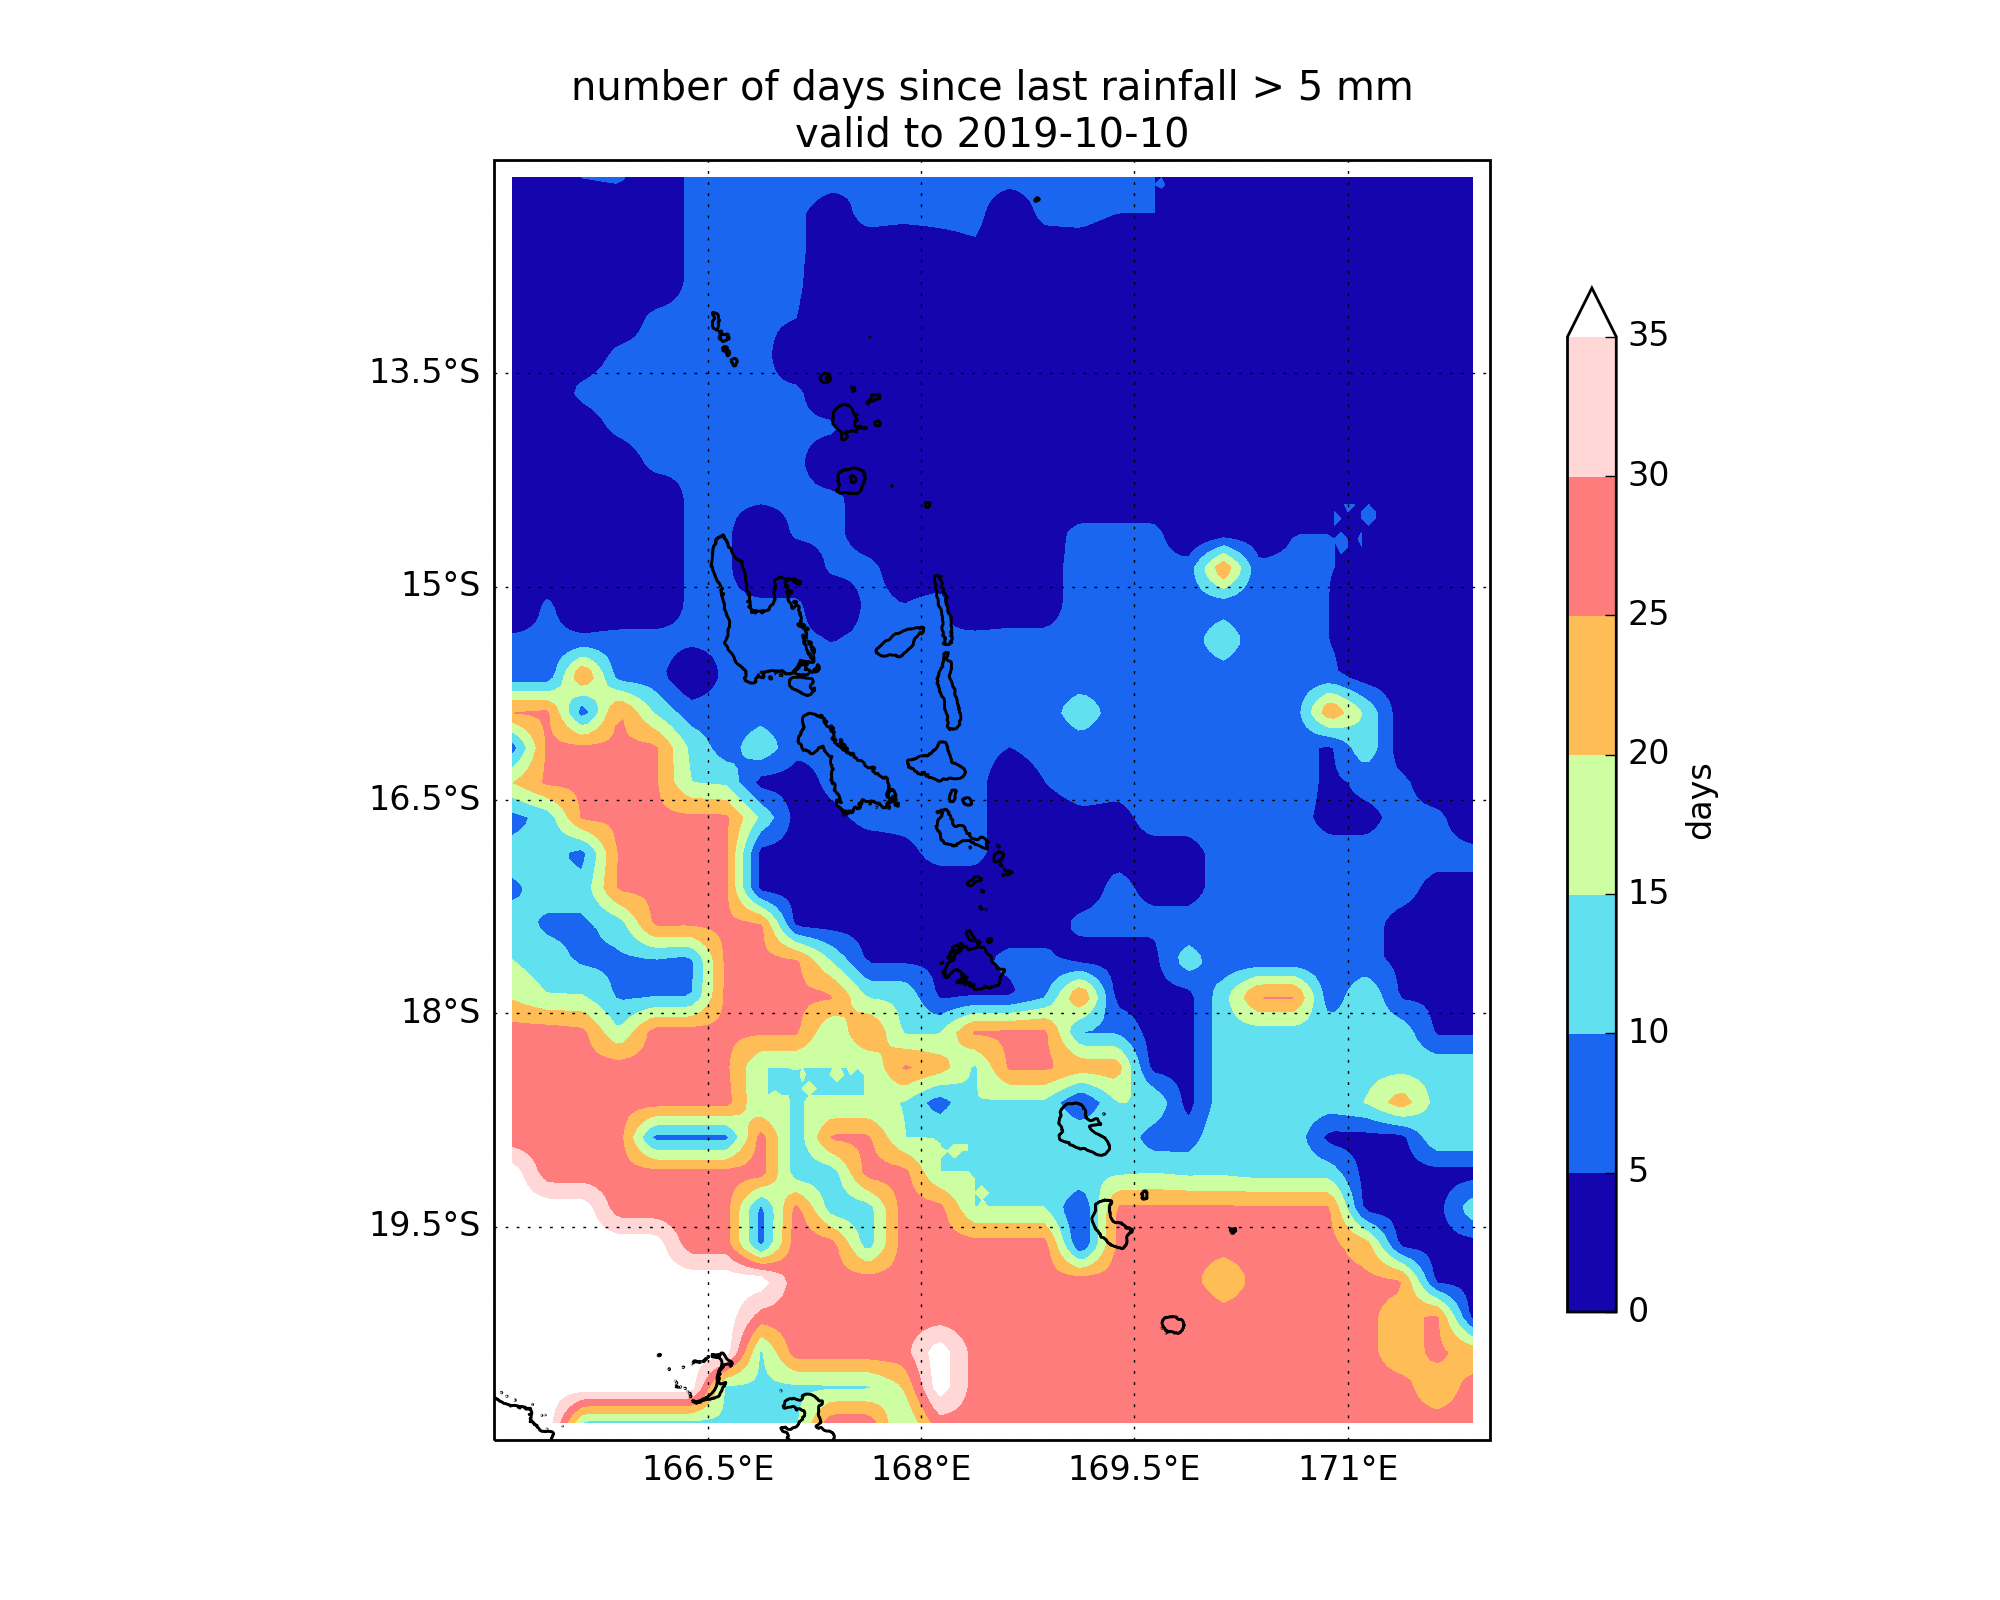 number of days since last rainfall > 5 mm
valid to 2019-10-10
13.5°S
15°S
16.5°S
18°S
19.5°S
166.5°E
168°E
169.5°E
171°E
35
30
25
20
15
10
5
0
days